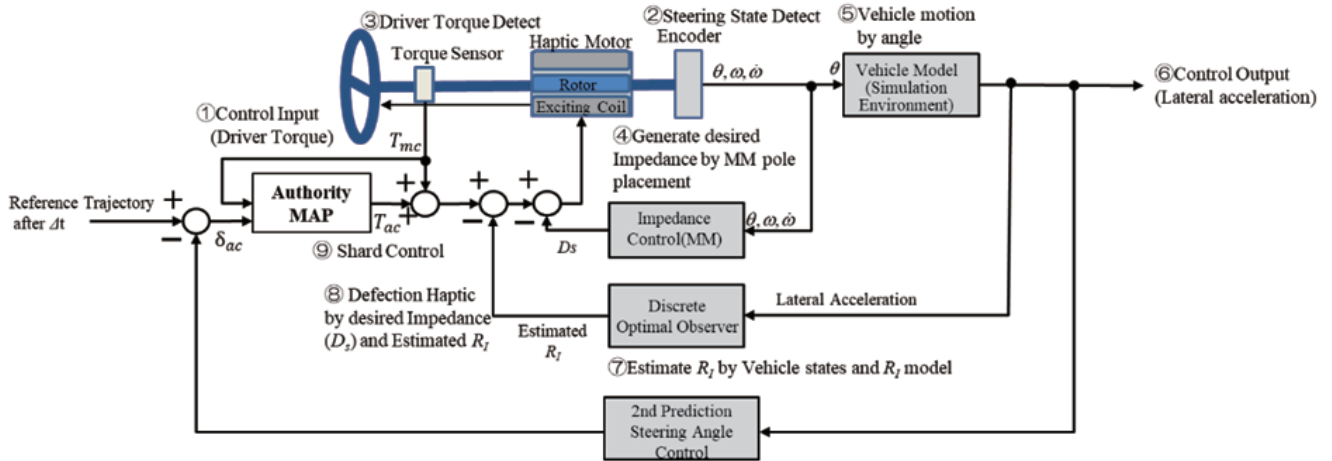 ③Driver Torque Detect
Torque Sensor
Haptic Motor
Rotor
Exciting Coil
②Steering State Detect
Encoder
θ, ω, ω̇
⑤Vehicle motion
by angle
θ
Vehicle Model
(Simulation
Environment)
⑥Control Output
(Lateral acceleration)
①Control Input
(Driver Torque)
T_mc
④Generate desired
Impedance by MM pole
placement
Reference Trajectory
after Δt
+
−
δ_ac
Authority
MAP
T_ac
+
+
+
−
+
−
Ds
Impedance
Control(MM)
θ, ω, ω̇
⑨ Shard Control
⑧ Defection Haptic
by desired Impedance
(D_s) and Estimated R_I
Estimated
R_I
Discrete
Optimal Observer
Lateral Acceleration
⑦Estimate R_I by Vehicle states and R_I model
2nd Prediction
Steering Angle
Control